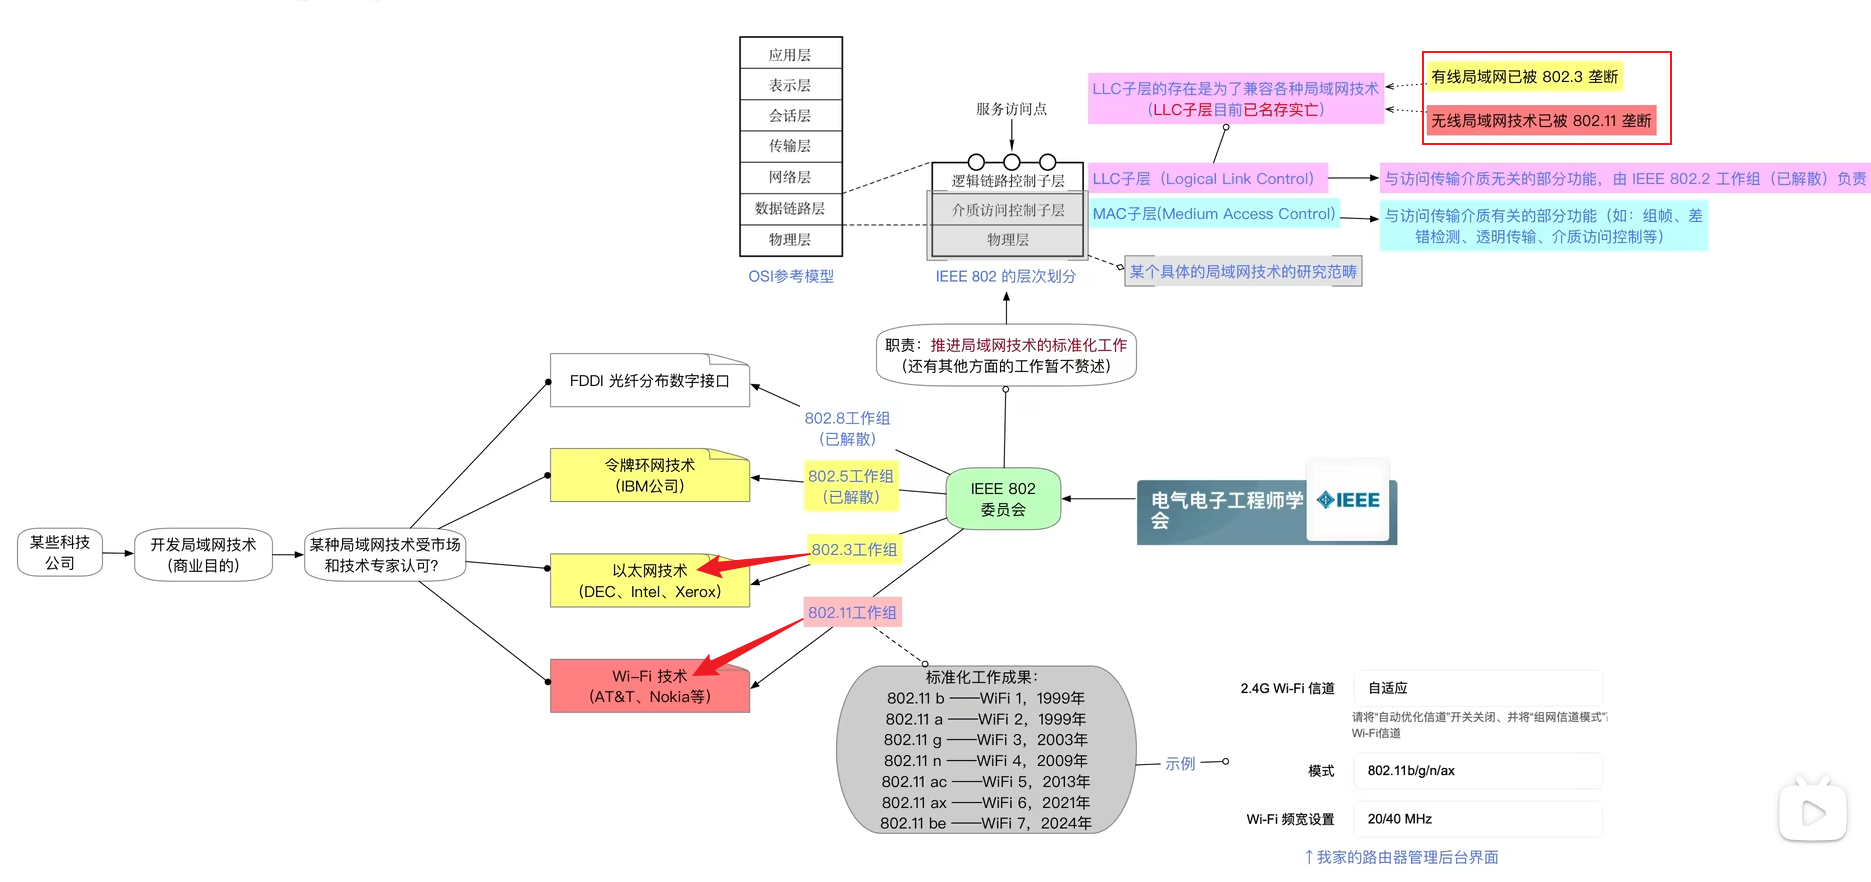 应用层
表示层
会话层
传输层
网络层
数据链路层
物理层
OSI参考模型
服务访问点
逻辑链路控制子层
介质访问控制子层
物理层
IEEE 802 的层次划分
LLC子层的存在是为了兼容各种局域网技术
（LLC子层目前已名存实亡）
有线局域网已被 802.3 垄断
无线局域网技术已被 802.11 垄断
LLC子层（Logical Link Control）
与访问传输介质无关的部分功能，由 IEEE 802.2 工作组（已解散）负责
MAC子层(Medium Access Control)
与访问传输介质有关的部分功能（如：组帧、差
错检测、透明传输、介质访问控制等）
某个具体的局域网技术的研究范畴
职责：推进局域网技术的标准化工作
（还有其他方面的工作暂不赘述）
FDDI 光纤分布数字接口
802.8工作组
（已解散）
令牌环网技术
（IBM公司）
802.5工作组
（已解散）
IEEE 802
委员会
电气电子工程师学
会
IEEE
某些科技
公司
开发局域网技术
（商业目的）
某种局域网技术受市场
和技术专家认可?
以太网技术
（DEC、Intel、Xerox）
802.3工作组
802.11工作组
Wi-Fi 技术
（AT&T、Nokia等）
标准化工作成果：
802.11 b ——WiFi 1，1999年
802.11 a ——WiFi 2，1999年
802.11 g ——WiFi 3，2003年
802.11 n ——WiFi 4，2009年
802.11 ac ——WiFi 5，2013年
802.11 ax ——WiFi 6，2021年
802.11 be ——WiFi 7，2024年
示例
2.4G Wi-Fi 信道
自适应
请将“自动优化信道”开关关闭、并将“组网信道模式”
Wi-Fi信道
模式
802.11b/g/n/ax
Wi-Fi 频宽设置
20/40 MHz
↑我家的路由器管理后台界面